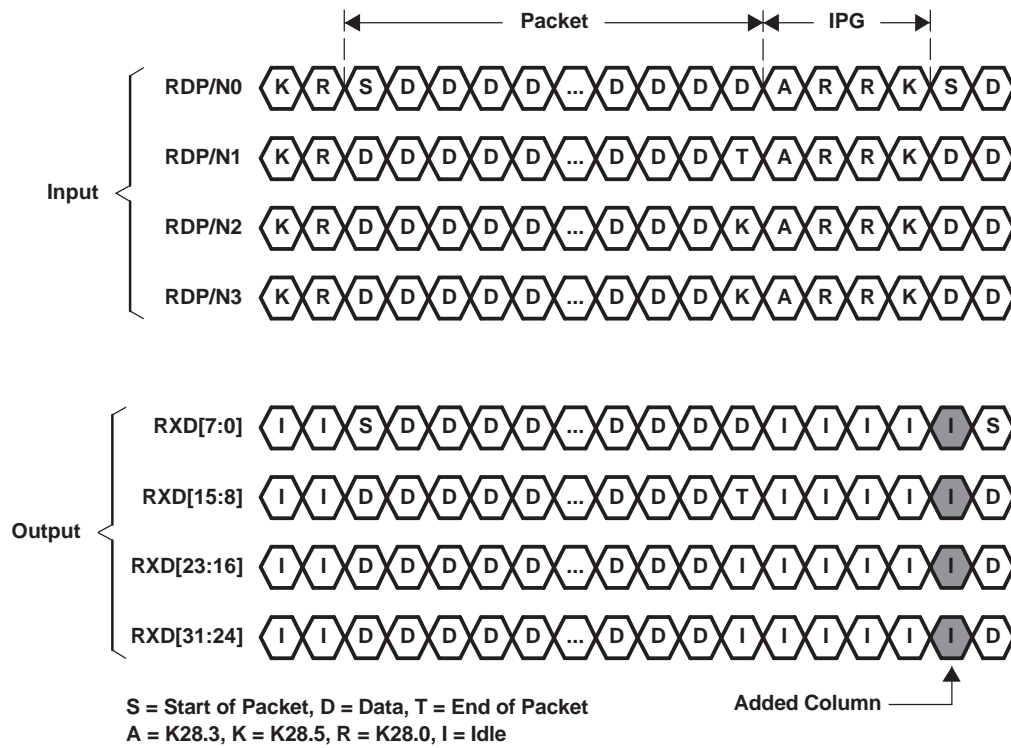 Packet IPG
RDP/N0 K R S D D D D ... D D D D A R R K S D
RDP/N1 K R D D D D D ... D D D T A R R K D D
Input
RDP/N2 K R D D D D D ... D D D K A R R K D D
RDP/N3 K R D D D D D ... D D D K A R R K D D
RXD[7:0] I I S D D D D ... D D D D I I I I I S
RXD[15:8] I I D D D D D ... D D D T I I I I I D
Output
RXD[23:16] I I D D D D D ... D D D I I I I I I D
RXD[31:24] I I D D D D D ... D D D I I I I I I D
Added Column
S = Start of Packet, D = Data, T = End of Packet
A = K28.3, K = K28.5, R = K28.0, I = Idle